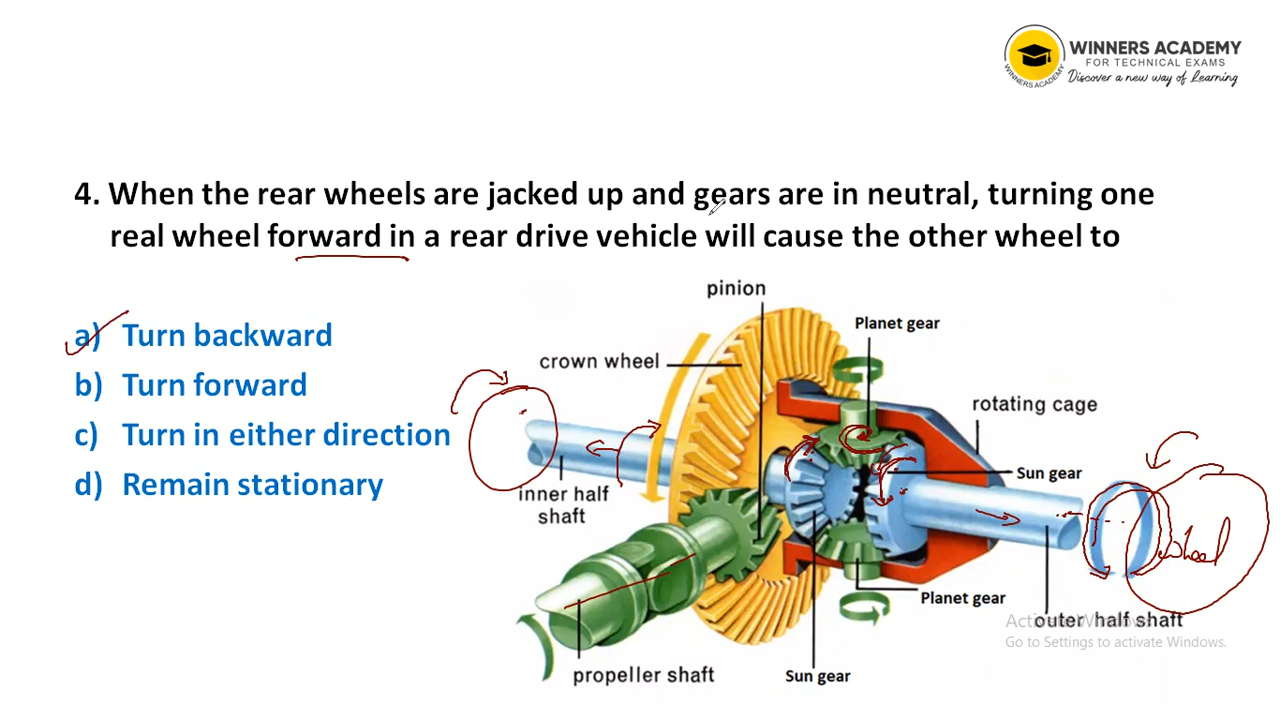 WINNERS ACADEMY
FOR TECHNICAL EXAMS
Discover a new way of Learning
WINNERS ACADEMY
4. When the rear wheels are jacked up and gears are in neutral, turning one
real wheel forward in a rear drive vehicle will cause the other wheel to
a) Turn backward
b) Turn forward
c) Turn in either direction
d) Remain stationary
pinion
Planet gear
crown wheel
rotating cage
Sun gear
inner half
shaft
wheel
Planet gear
outer half shaft
Activate Windows
Go to Settings to activate Windows.
propeller shaft
Sun gear